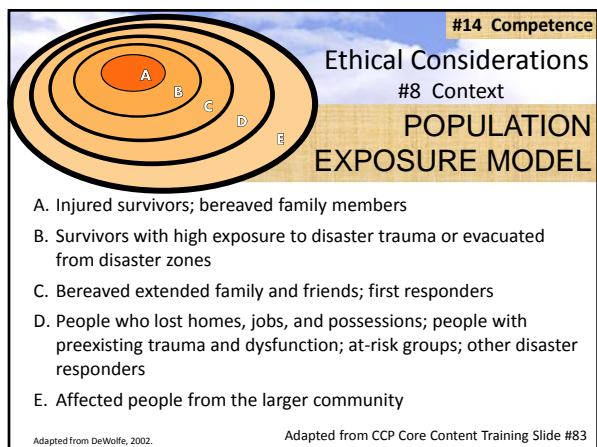 #14 Competence
Ethical Considerations
#8 Context
POPULATION
EXPOSURE MODEL
A
B
C
D
E
A. Injured survivors; bereaved family members
B. Survivors with high exposure to disaster trauma or evacuated
from disaster zones
C. Bereaved extended family and friends; first responders
D. People who lost homes, jobs, and possessions; people with
preexisting trauma and dysfunction; at-risk groups; other disaster
responders
E. Affected people from the larger community
Adapted from DeWolfe, 2002.
Adapted from CCP Core Content Training Slide #83